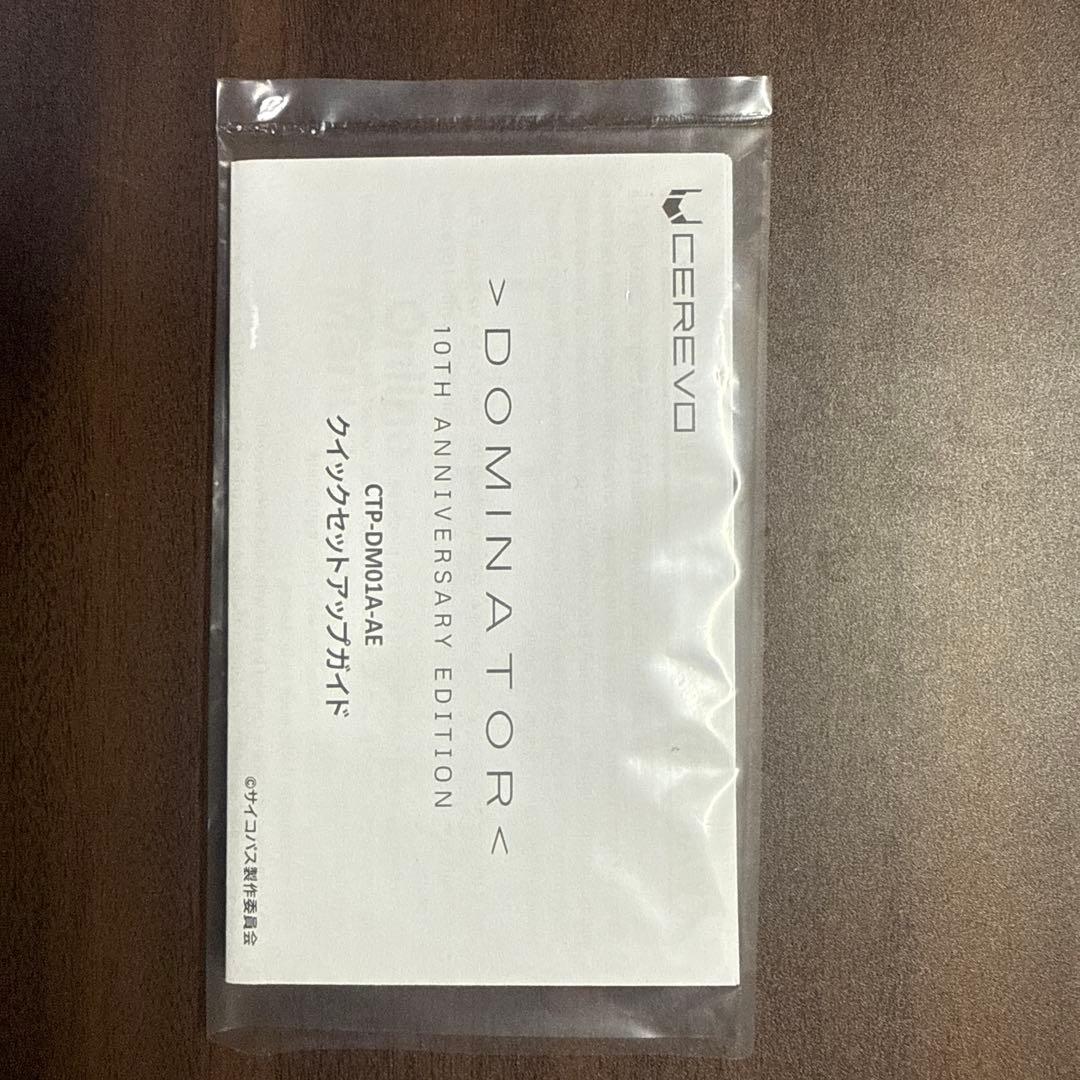 CEREVO
>DOMINATOR<
10TH ANNIVERSARY EDITION
CTP-DM01A-AE
クイックセットアップガイド
©サイコパス製作委員会